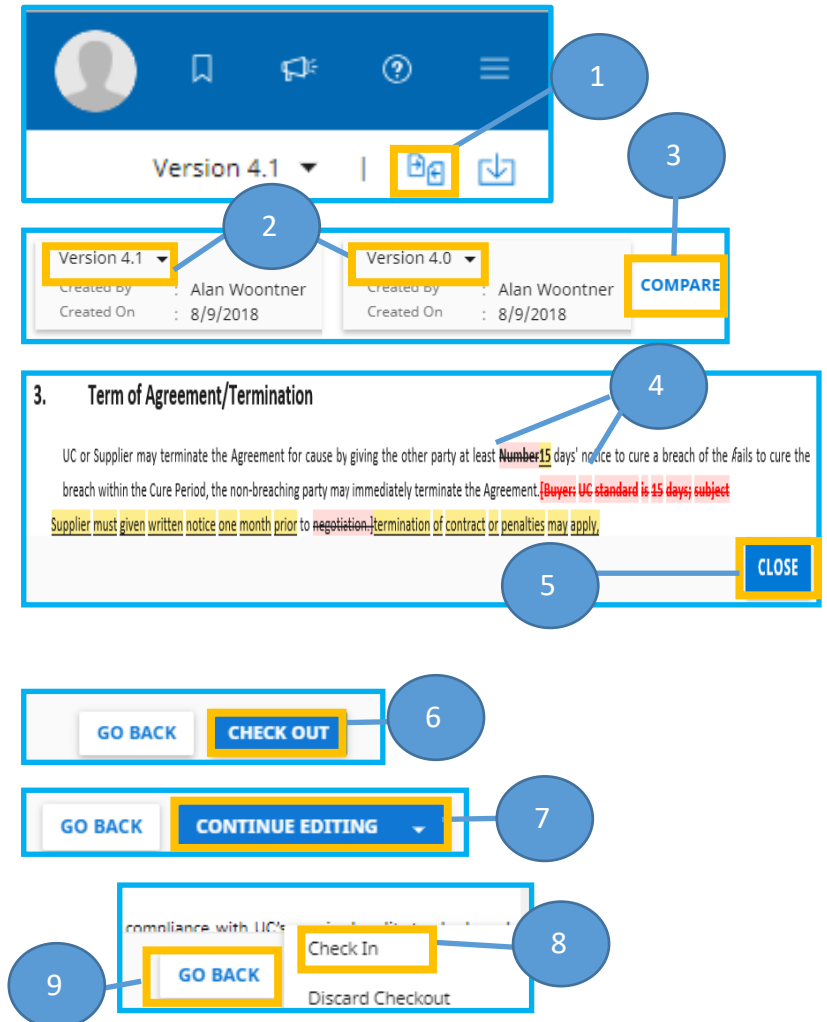 1
Version 4.1 |
3
2
Version 4.1
Created By : Alan Woontner
Created On : 8/9/2018
Version 4.0
Created By : Alan Woontner
Created On : 8/9/2018
COMPARE
4
3. Term of Agreement/Termination
UC or Supplier may terminate the Agreement for cause by giving the other party at least Number15 days' notice to cure a breach of the fails to cure the
breach within the Cure Period, the non-breaching party may immediately terminate the Agreement.[Buyer: UC standard is 15 days; subject
Supplier must given written notice one month prior to negotiation.]termination of contract or penalties may apply,
CLOSE
5
GO BACK CHECK OUT
6
GO BACK CONTINUE EDITING
7
compliance with UC's
Check In
8
GO BACK
9
Discard Checkout